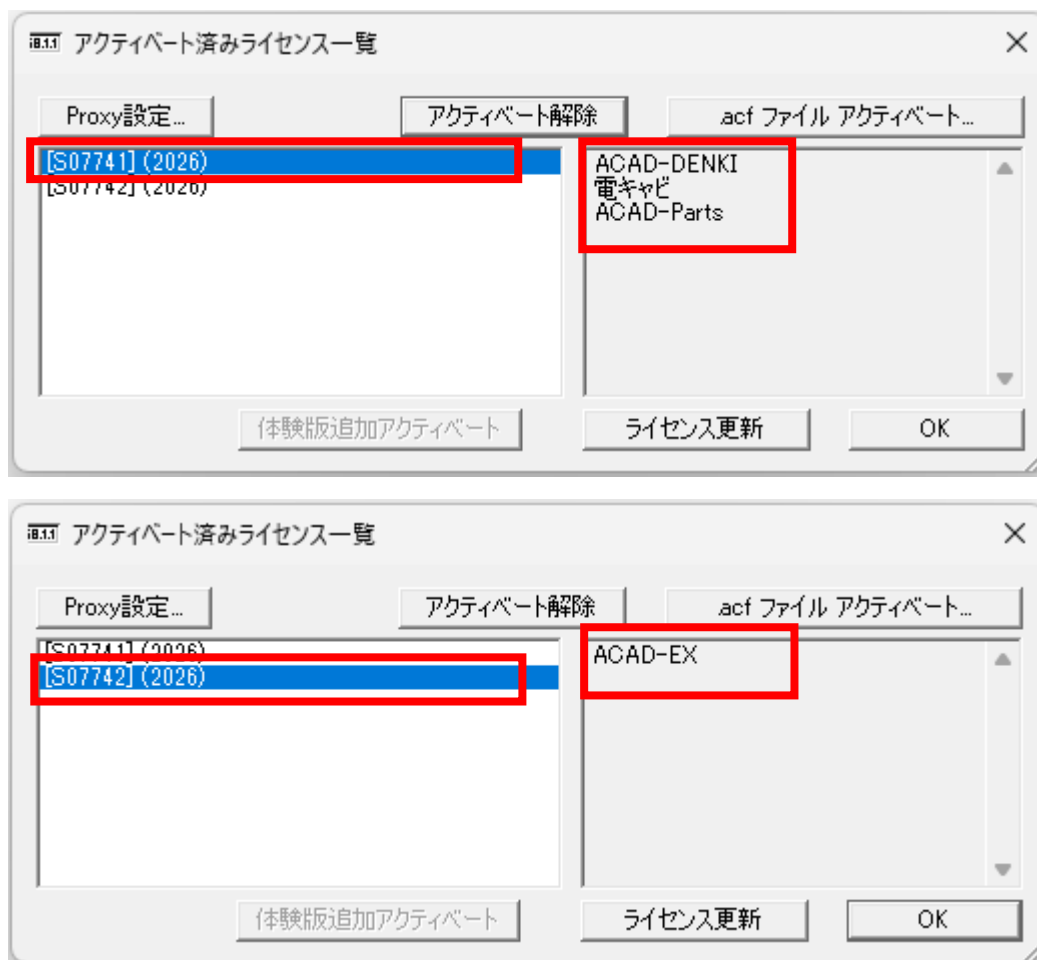 i8.1.1 アクティベート済みライセンス一覧
Proxy設定... アクティベート解除 .acf ファイル アクティベート...
[S07741] (2026)
[S07742] (2026)
ACAD-DENKI
電キャビ
ACAD-Parts
体験版追加アクティベート ライセンス更新 OK
i8.1.1 アクティベート済みライセンス一覧
Proxy設定... アクティベート解除 .acf ファイル アクティベート...
[S07741] (2026)
[S07742] (2026)
ACAD-EX
体験版追加アクティベート ライセンス更新 OK